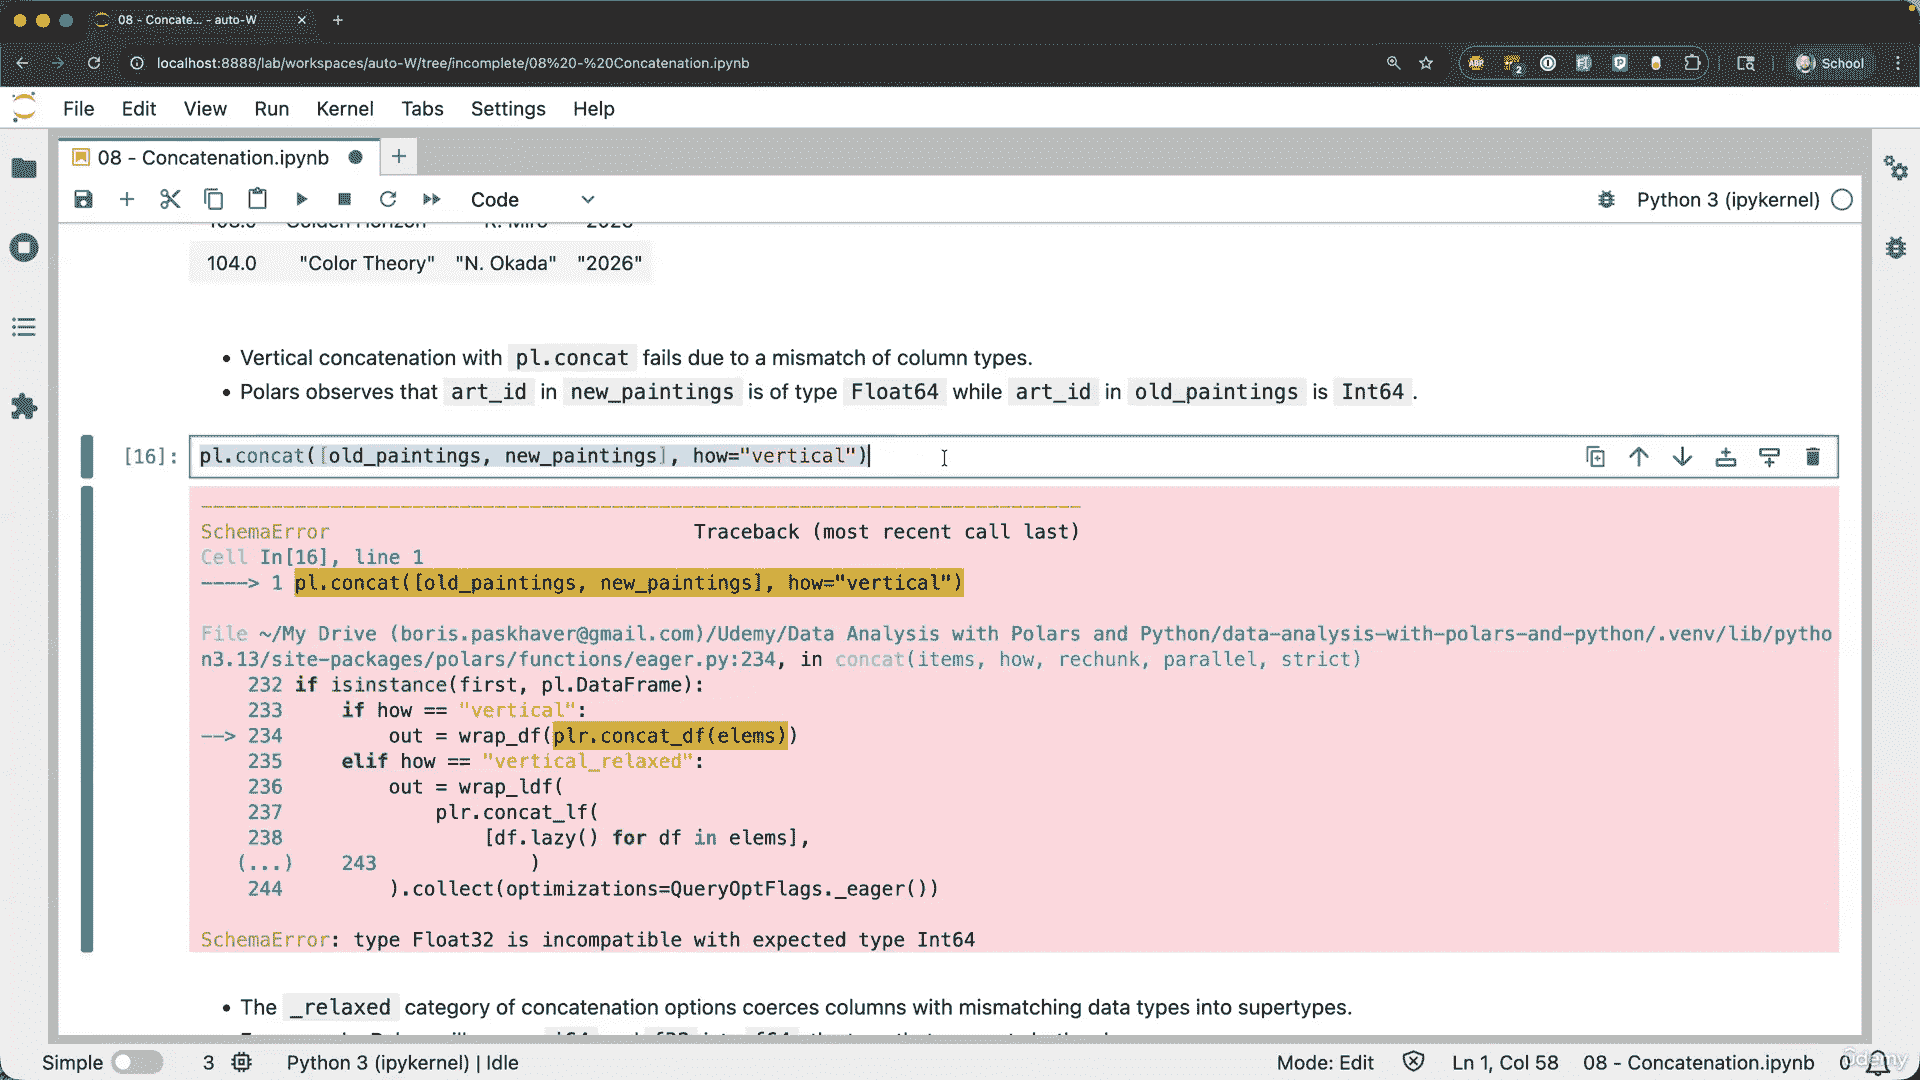 08 - Concate... - auto-W
localhost:8888/lab/workspaces/auto-W/tree/incomplete/08%20-%20Concatenation.ipynb
School
File Edit View Run Kernel Tabs Settings Help
08 - Concatenation.ipynb
Code
Python 3 (ipykernel)
104.0 "Color Theory" "N. Okada" "2026"
• Vertical concatenation with pl.concat fails due to a mismatch of column types.
• Polars observes that art_id in new_paintings is of type Float64 while art_id in old_paintings is Int64 .
[16]: pl.concat([old_paintings, new_paintings], how="vertical")
---------------------------------------------------------------------------
SchemaError Traceback (most recent call last)
Cell In[16], line 1
----> 1 pl.concat([old_paintings, new_paintings], how="vertical")
File ~/My Drive (boris.paskhaver@gmail.com)/Udemy/Data Analysis with Polars and Python/data-analysis-with-polars-and-python/.venv/lib/pytho
n3.13/site-packages/polars/functions/eager.py:234, in concat(items, how, rechunk, parallel, strict)
232 if isinstance(first, pl.DataFrame):
233 if how == "vertical":
--> 234 out = wrap_df(plr.concat_df(elems))
235 elif how == "vertical_relaxed":
236 out = wrap_ldf(
237 plr.concat_lf(
238 [df.lazy() for df in elems],
(...) 243 )
244 ).collect(optimizations=QueryOptFlags._eager())
SchemaError: type Float32 is incompatible with expected type Int64
• The _relaxed category of concatenation options coerces columns with mismatching data types into supertypes.
Simple 3 Python 3 (ipykernel) | Idle Mode: Edit Ln 1, Col 58 08 - Concatenation.ipynb 0
Udemy